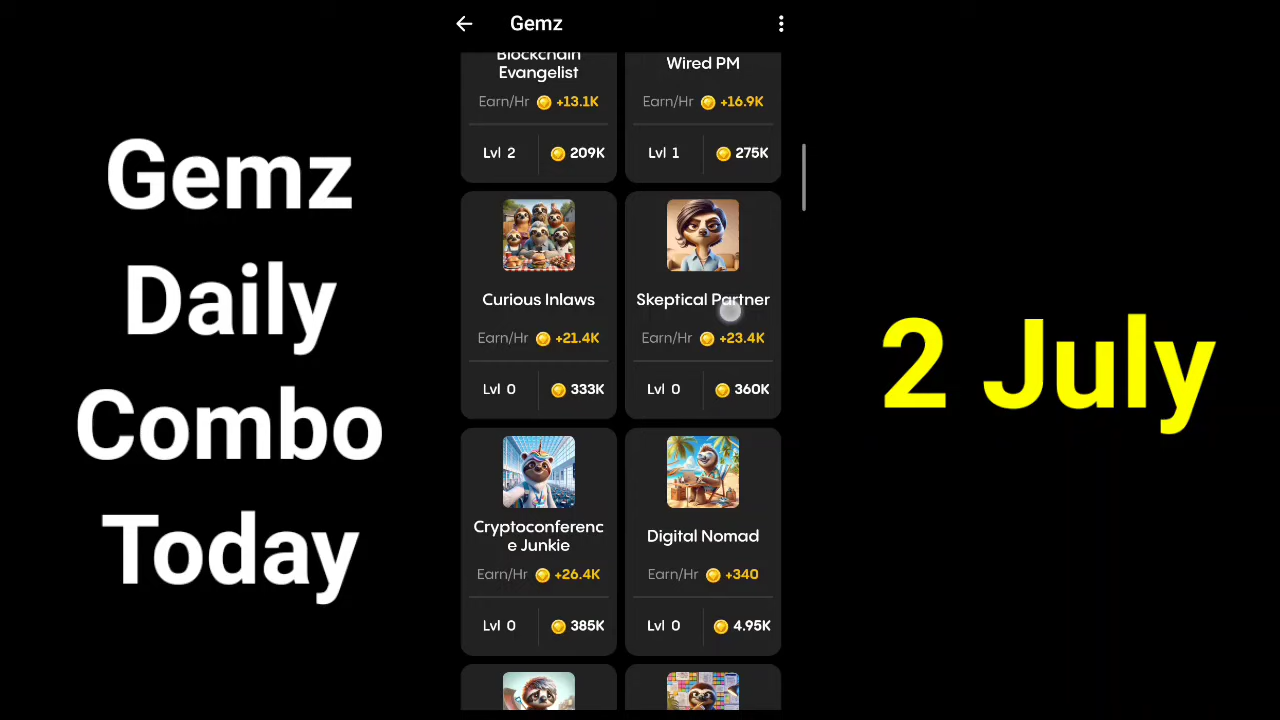 Gemz
Daily
Combo
Today
Gemz
Blockchain
Evangelist
Earn/Hr +13.1K
Lvl 2 209K
Wired PM
Earn/Hr +16.9K
Lvl 1 275K
Curious Inlaws
Earn/Hr +21.4K
Lvl 0 333K
Skeptical Partner
Earn/Hr +23.4K
Lvl 0 360K
Cryptoconferenc
e Junkie
Earn/Hr +26.4K
Lvl 0 385K
Digital Nomad
Earn/Hr +340
Lvl 0 4.95K
2 July